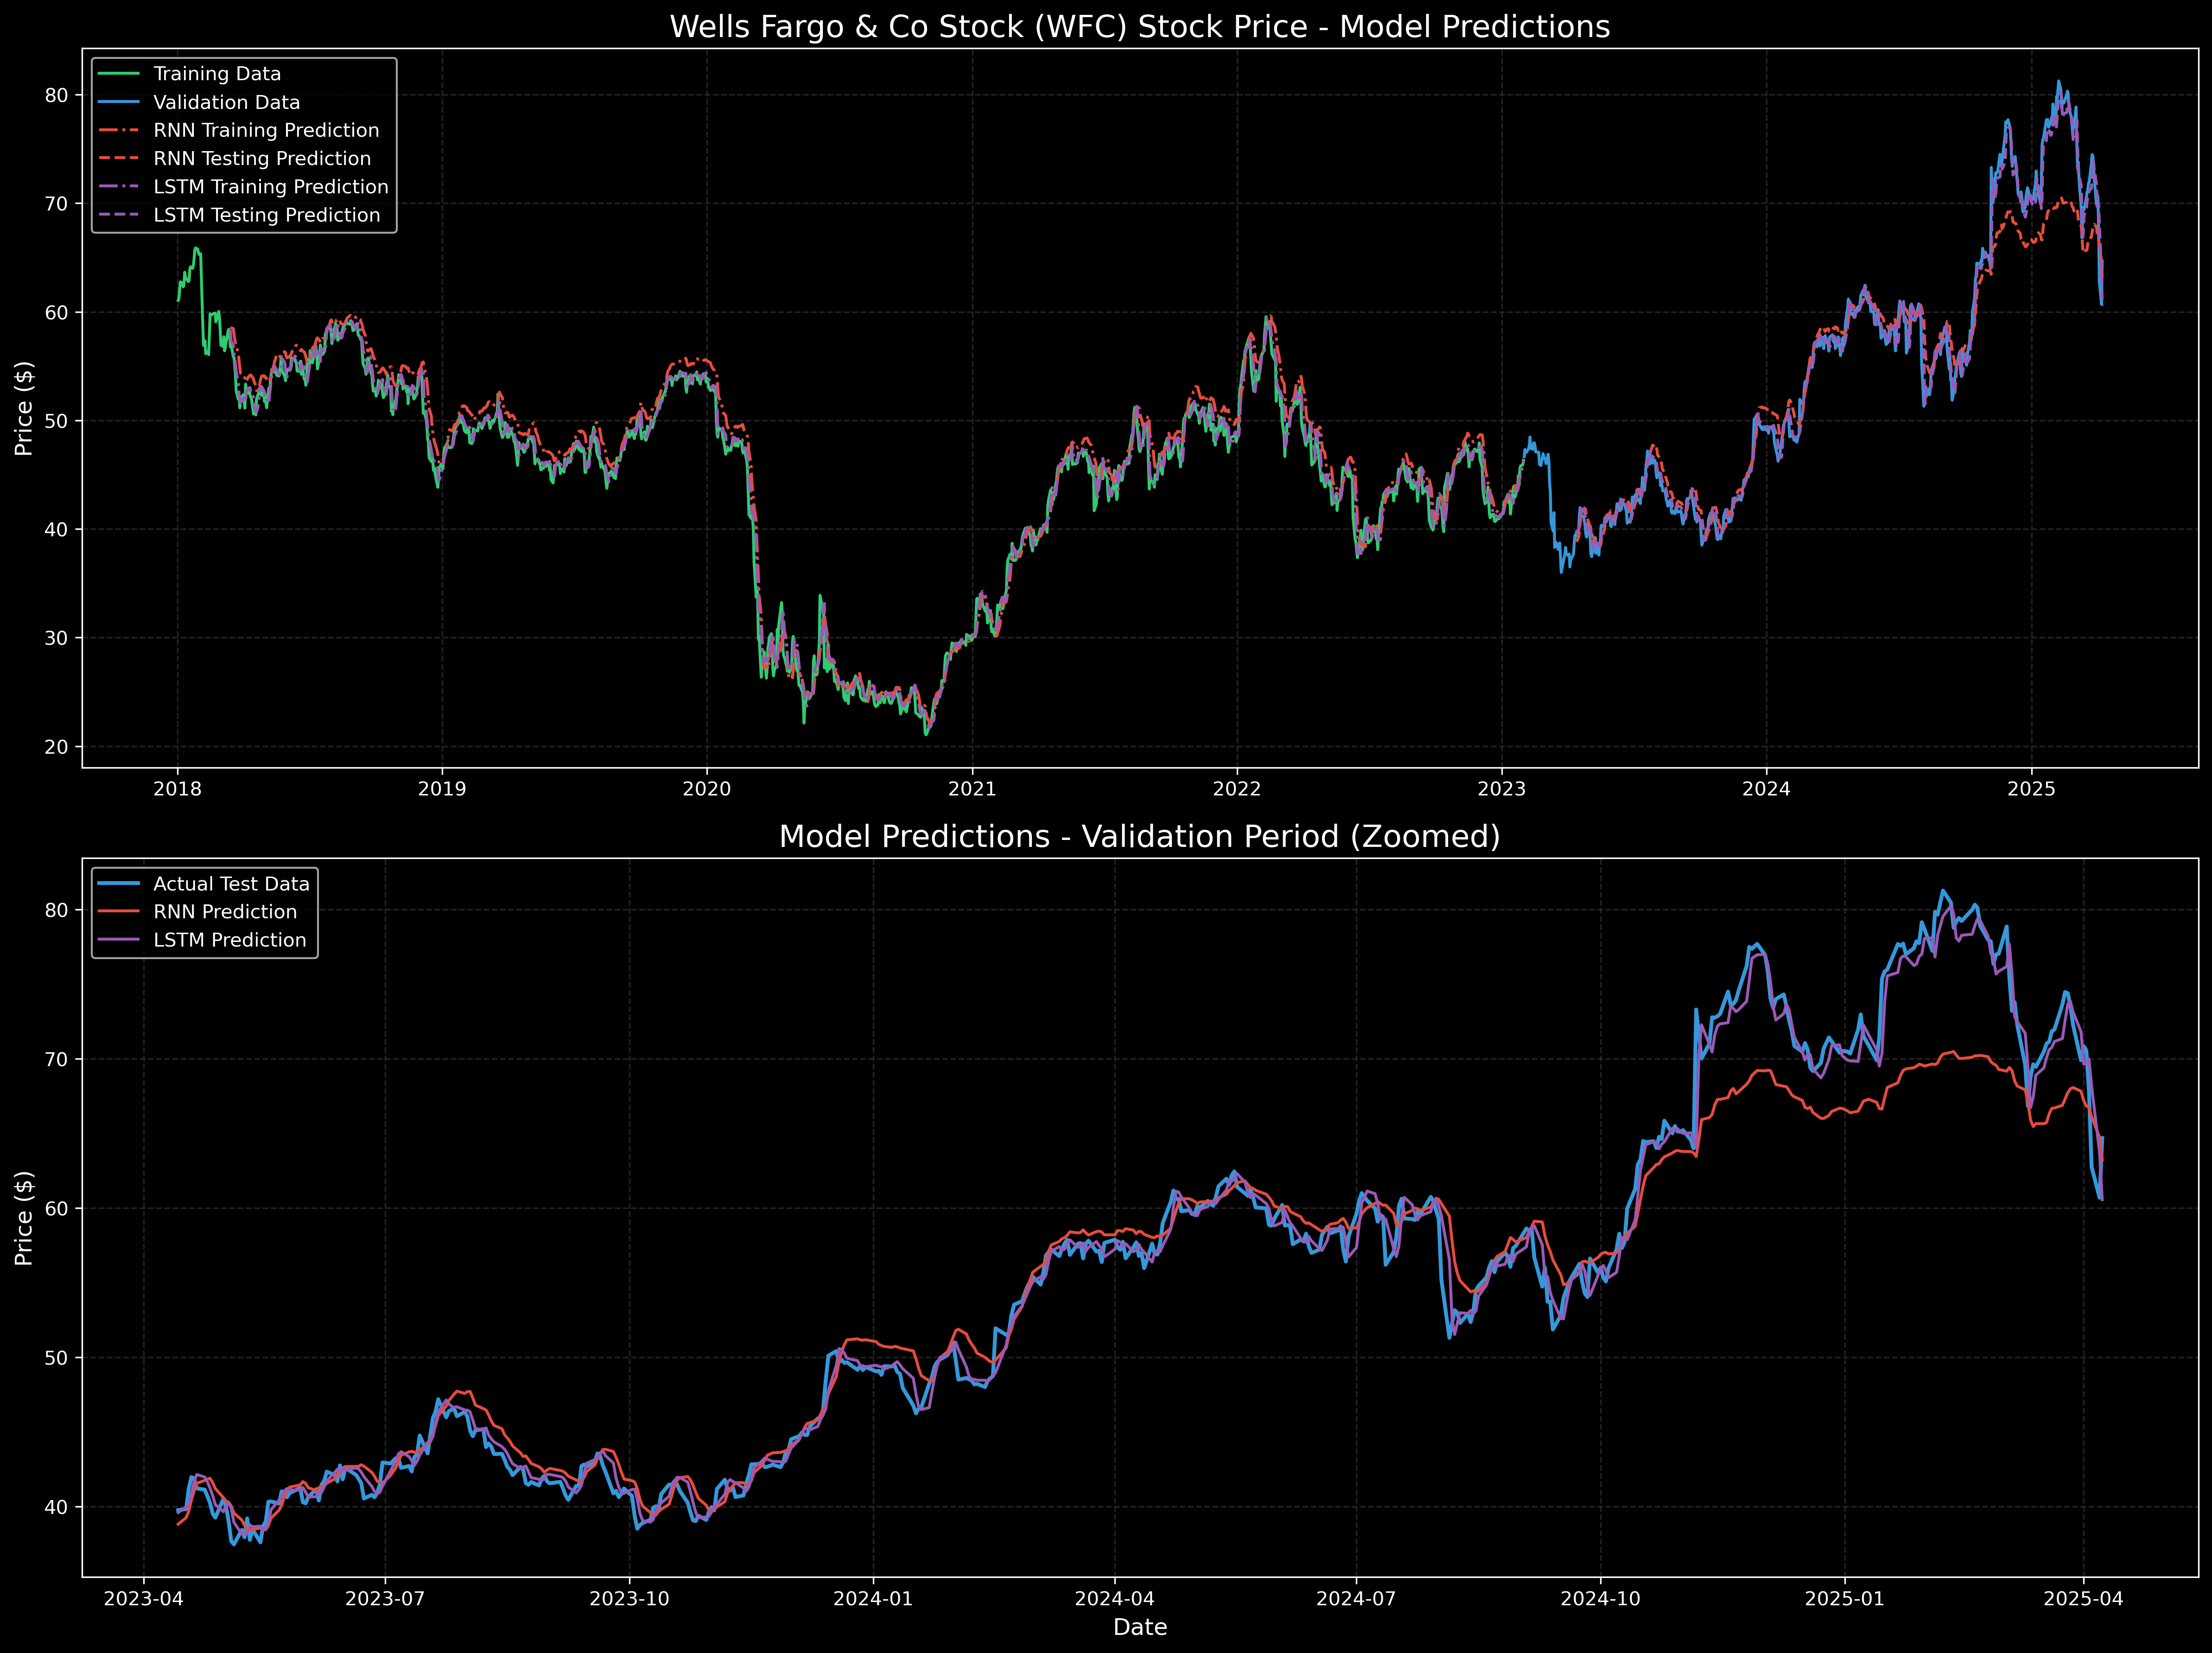 Wells Fargo & Co Stock (WFC) Stock Price - Model Predictions
Training Data
Validation Data
RNN Training Prediction
RNN Testing Prediction
LSTM Training Prediction
LSTM Testing Prediction
Price ($)
80
70
60
50
40
30
20
2018
2019
2020
2021
2022
2023
2024
2025
Model Predictions - Validation Period (Zoomed)
Actual Test Data
RNN Prediction
LSTM Prediction
Price ($)
80
70
60
50
40
2023-04
2023-07
2023-10
2024-01
2024-04
2024-07
2024-10
2025-01
2025-04
Date